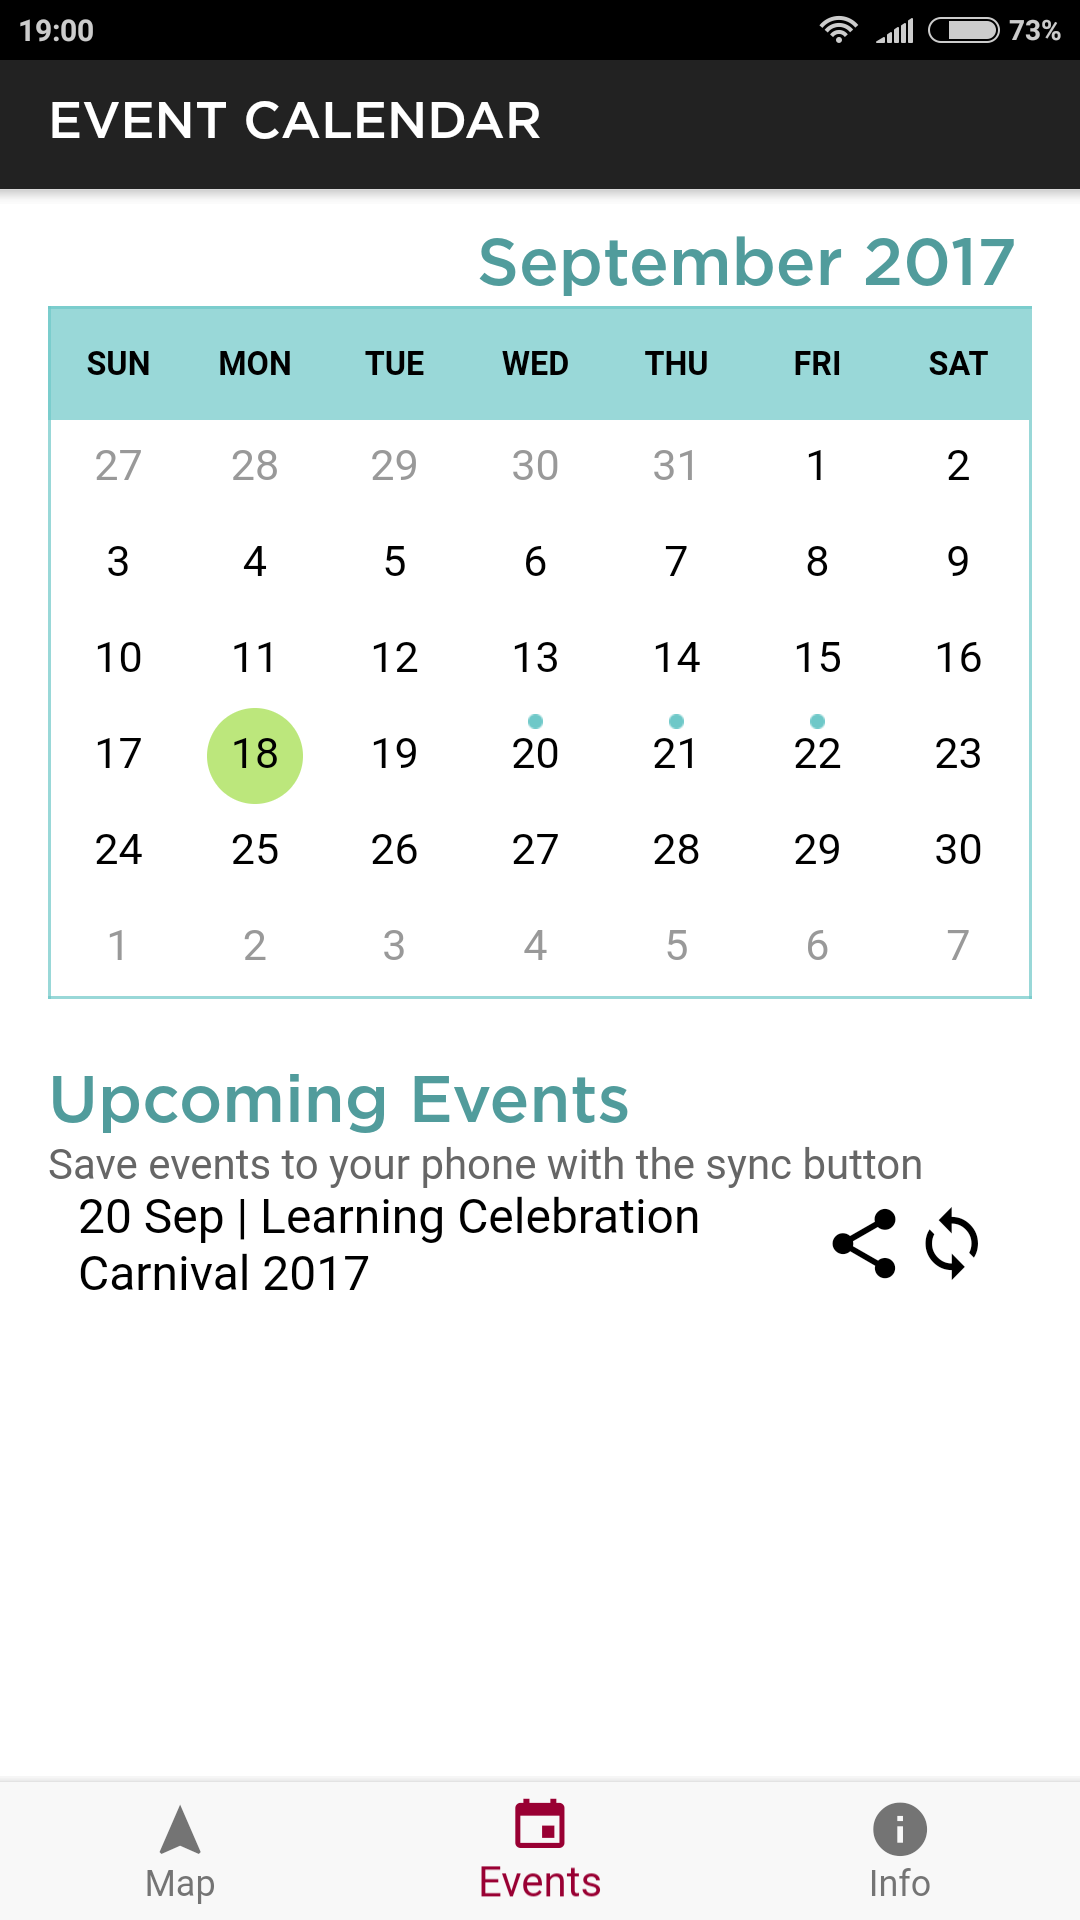 19:00 73%
EVENT CALENDAR
September 2017
SUN MON TUE WED THU FRI SAT
27 28 29 30 31 1 2
3 4 5 6 7 8 9
10 11 12 13 14 15 16
17 18 19 20 21 22 23
24 25 26 27 28 29 30
1 2 3 4 5 6 7
Upcoming Events
Save events to your phone with the sync button
20 Sep | Learning Celebration
Carnival 2017
Map Events Info